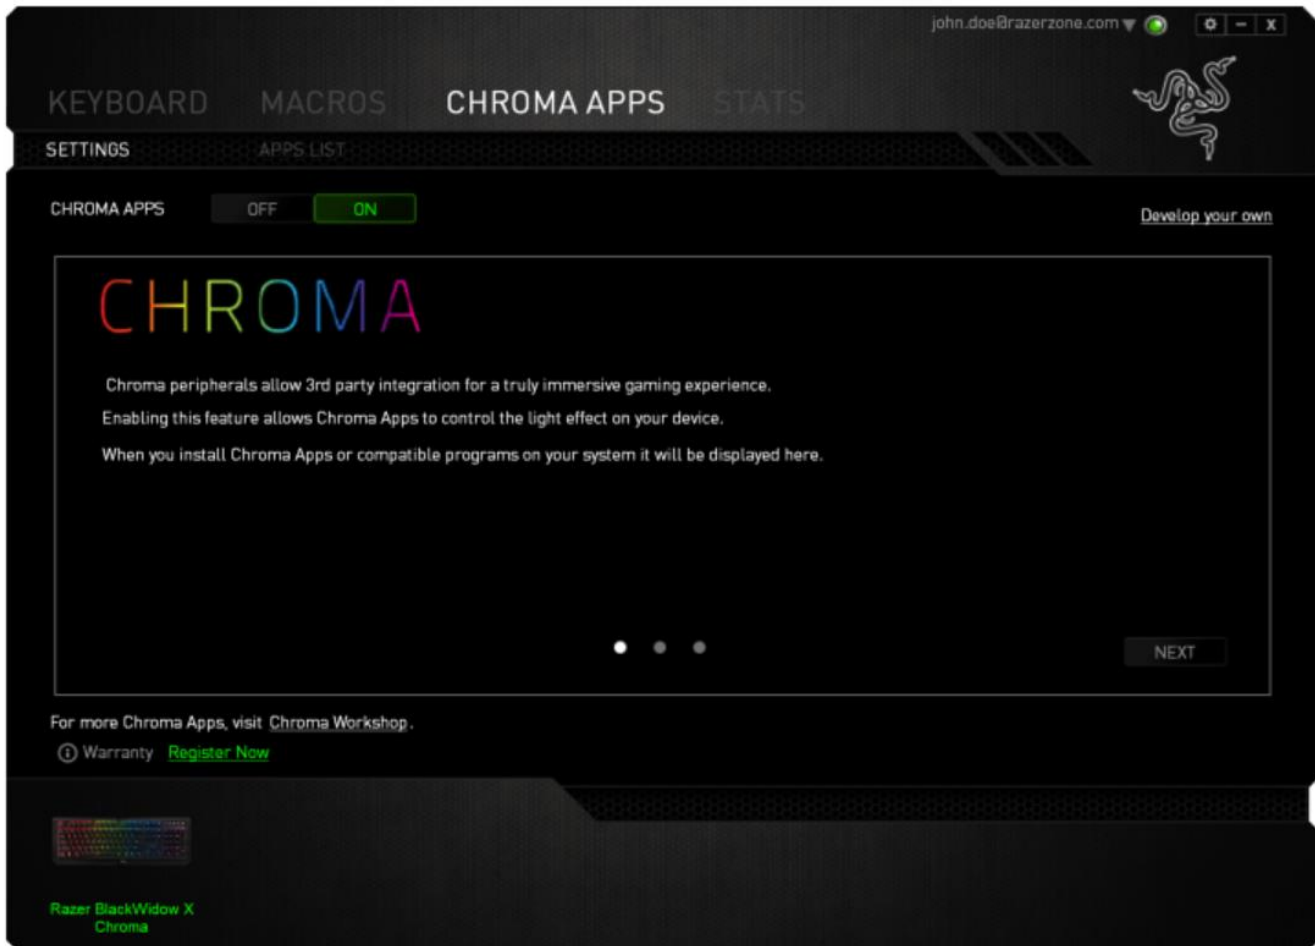 john.doe@razerzone.com
KEYBOARD MACROS CHROMA APPS STATS
SETTINGS APPS LIST
CHROMA APPS OFF ON
Develop your own
CHROMA
Chroma peripherals allow 3rd party integration for a truly immersive gaming experience.
Enabling this feature allows Chroma Apps to control the light effect on your device.
When you install Chroma Apps or compatible programs on your system it will be displayed here.
NEXT
For more Chroma Apps, visit Chroma Workshop.
Warranty Register Now
Razer BlackWidow X
Chroma